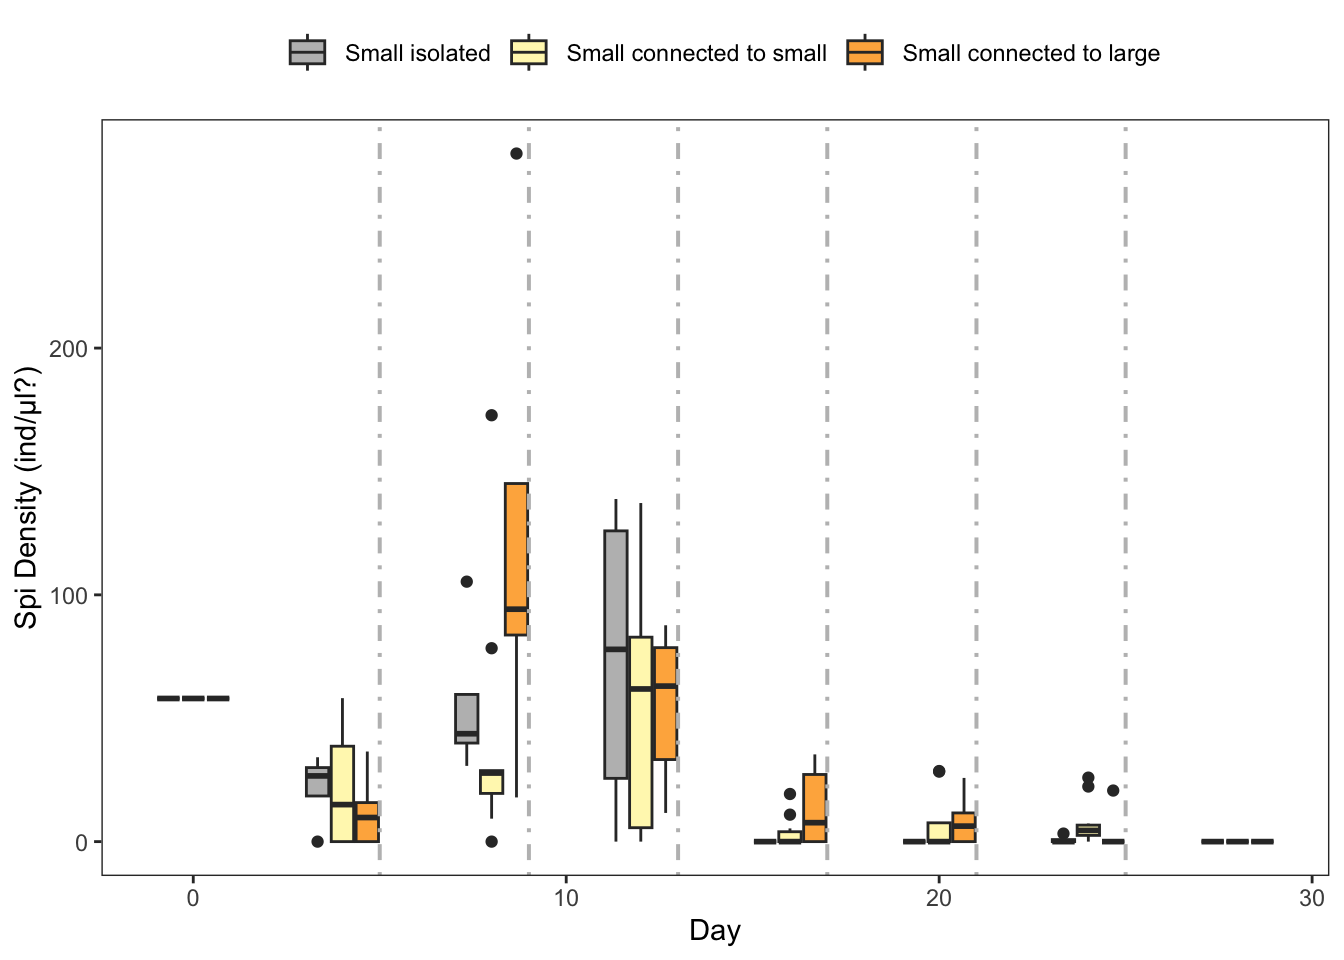 Small isolated Small connected to small Small connected to large
Spi Density (ind/µl?)
200
100
0
0 10 20 30
Day